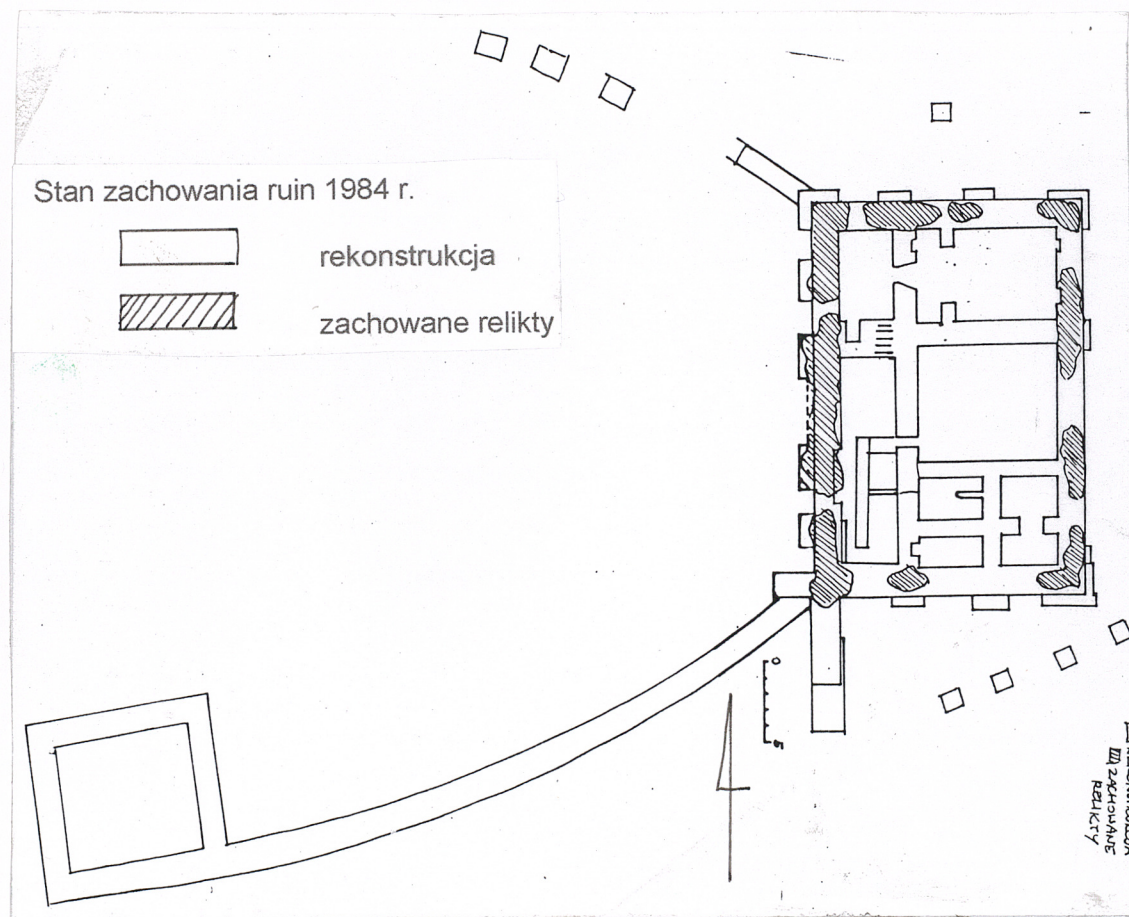 Stan zachowania ruin 1984 r.
rekonstrukcja
zachowane relikty
0
5
ZACHOWANE
RELIKTY